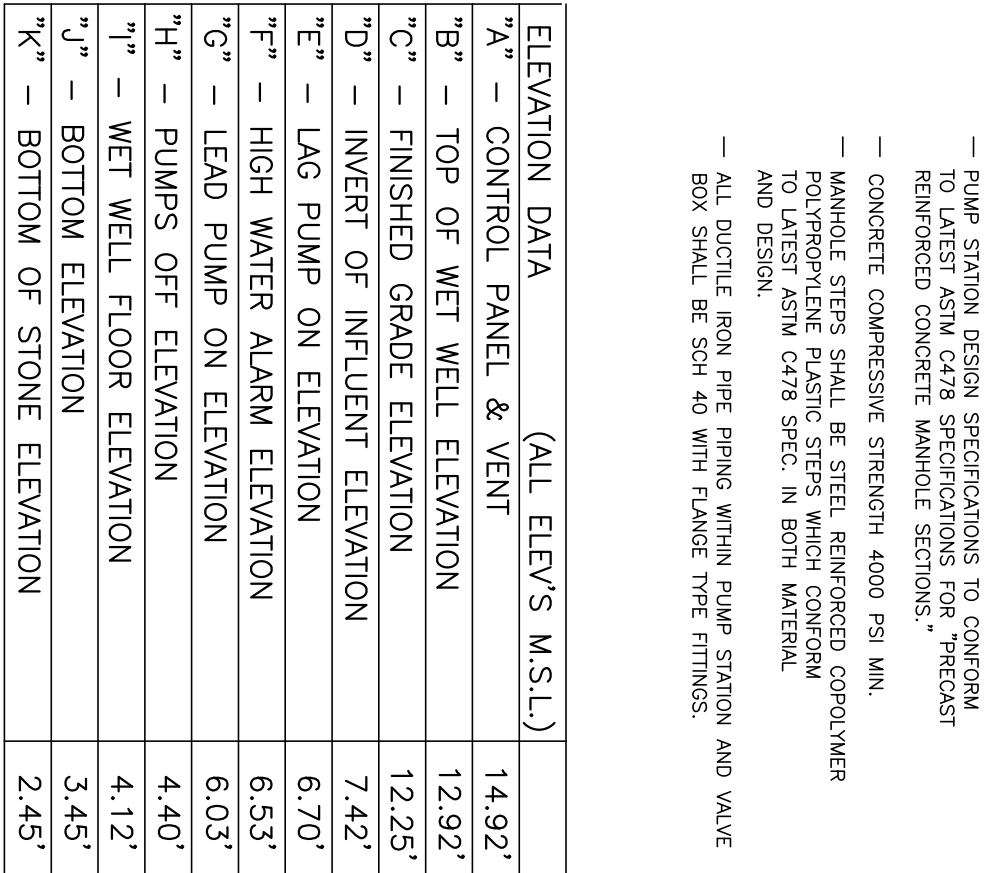 — PUMP STATION DESIGN SPECIFICATIONS TO CONFORM
TO LATEST ASTM C478 SPECIFICATIONS FOR "PRECAST
REINFORCED CONCRETE MANHOLE SECTIONS."
— CONCRETE COMPRESSIVE STRENGTH 4000 PSI MIN.
— MANHOLE STEPS SHALL BE STEEL REINFORCED COPOLYMER
POLYPROPYLENE PLASTIC STEPS WHICH CONFORM
TO LATEST ASTM C478 SPEC. IN BOTH MATERIAL
AND DESIGN.
— ALL DUCTILE IRON PIPE PIPING WITHIN PUMP STATION AND VALVE
BOX SHALL BE SCH 40 WITH FLANGE TYPE FITTINGS.
ELEVATION DATA (ALL ELEV'S M.S.L.)
"A" — CONTROL PANEL & VENT 14.92'
"B" — TOP OF WET WELL ELEVATION 12.92'
"C" — FINISHED GRADE ELEVATION 12.25'
"D" — INVERT OF INFLUENT ELEVATION 7.42'
"E" — LAG PUMP ON ELEVATION 6.70'
"F" — HIGH WATER ALARM ELEVATION 6.53'
"G" — LEAD PUMP ON ELEVATION 6.03'
"H" — PUMPS OFF ELEVATION 4.40'
"I" — WET WELL FLOOR ELEVATION 4.12'
"J" — BOTTOM ELEVATION 3.45'
"K" — BOTTOM OF STONE ELEVATION 2.45'